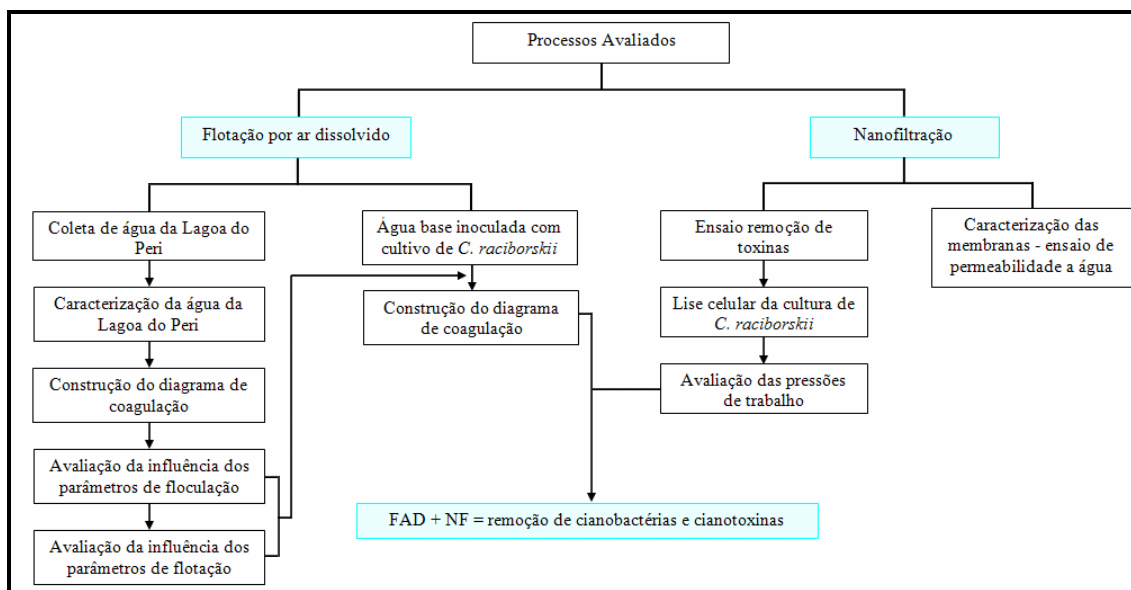 Processos Avaliados
Flotação por ar dissolvido
Nanofiltração
Coleta de água da Lagoa do
Peri
Caracterização da água da
Lagoa do Peri
Construção do diagrama de
coagulação
Avaliação da influência dos
parâmetros de floculação
Avaliação da influência dos
parâmetros de flotação
Água base inoculada com
cultivo de C. raciborskii
Construção do diagrama
de coagulação
Ensaio remoção de
toxinas
Lise celular da cultura de
C. raciborskii
Avaliação das pressões
de trabalho
Caracterização das
membranas - ensaio de
permeabilidade a água
FAD + NF = remoção de cianobactérias e cianotoxinas